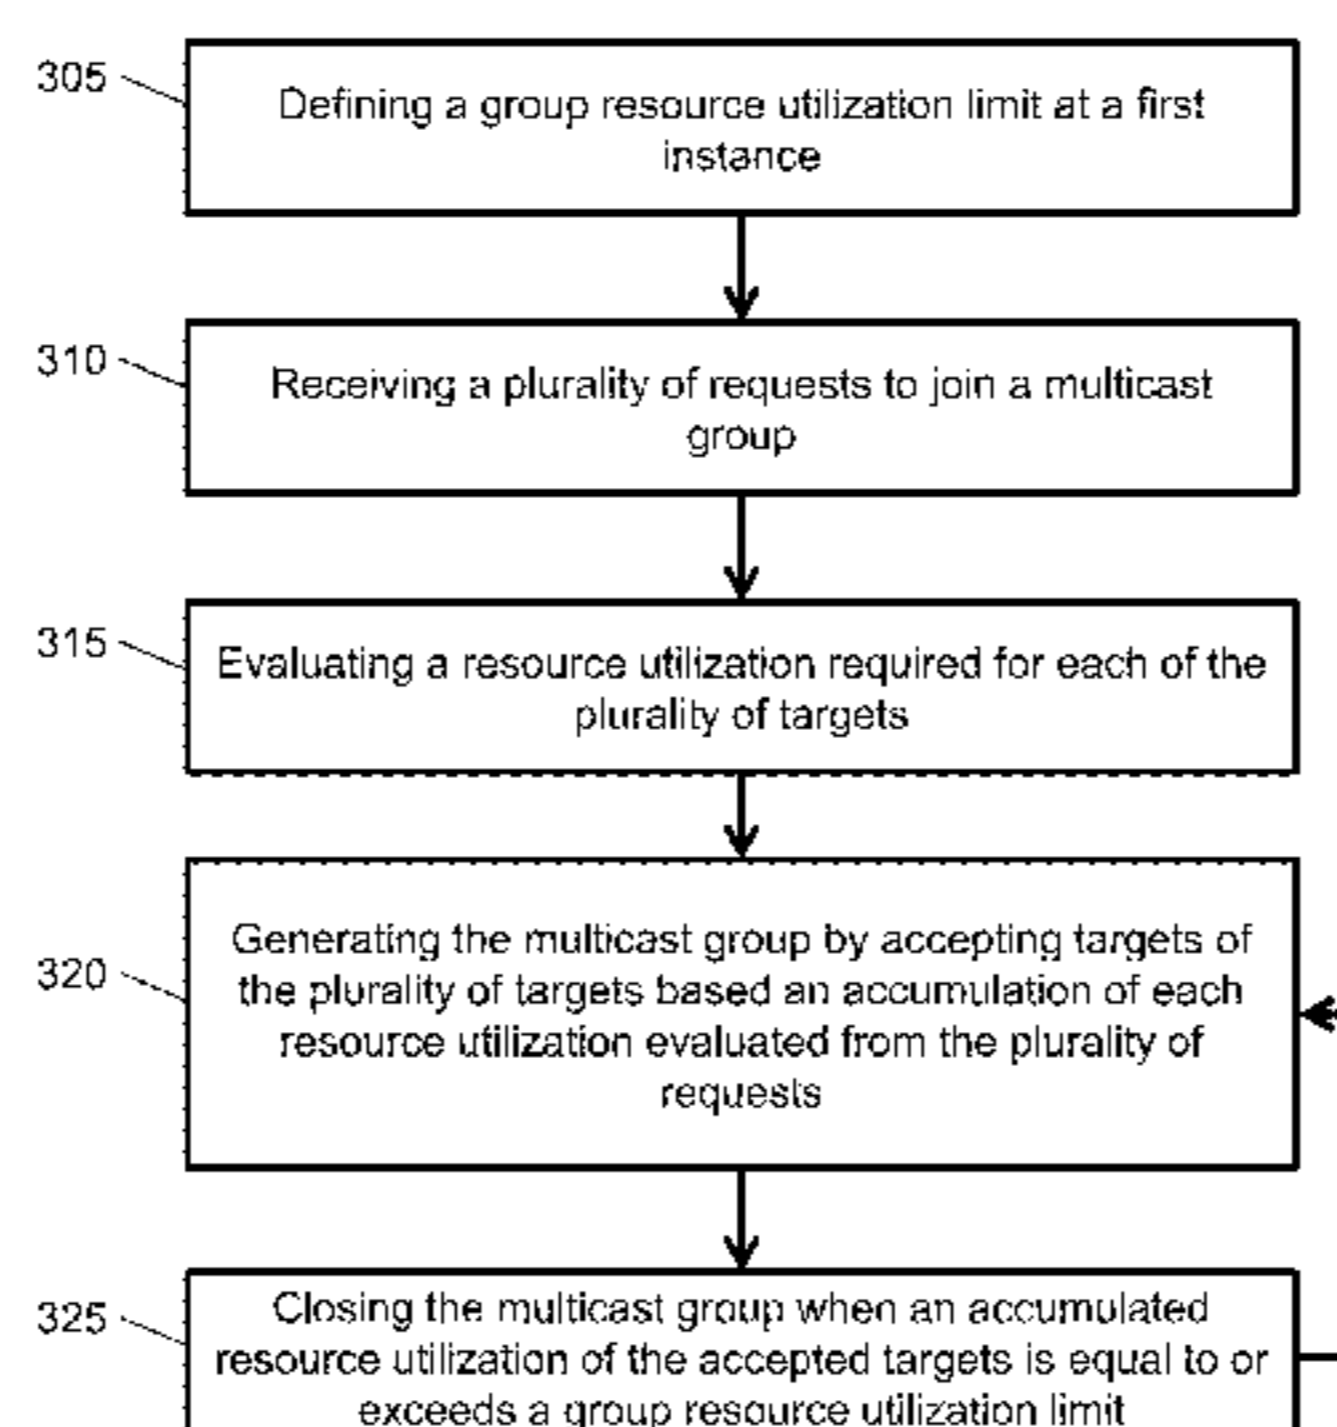 305
Defining a group resource utilization limit at a first
instance
310
Receiving a plurality of requests to join a multicast
group
315
Evaluating a resource utilization required for each of the
plurality of targets
320
Generating the multicast group by accepting targets of
the plurality of targets based an accumulation of each
resource utilization evaluated from the plurality of
requests
325
Closing the multicast group when an accumulated
resource utilization of the accepted targets is equal to or
exceeds a group resource utilization limit